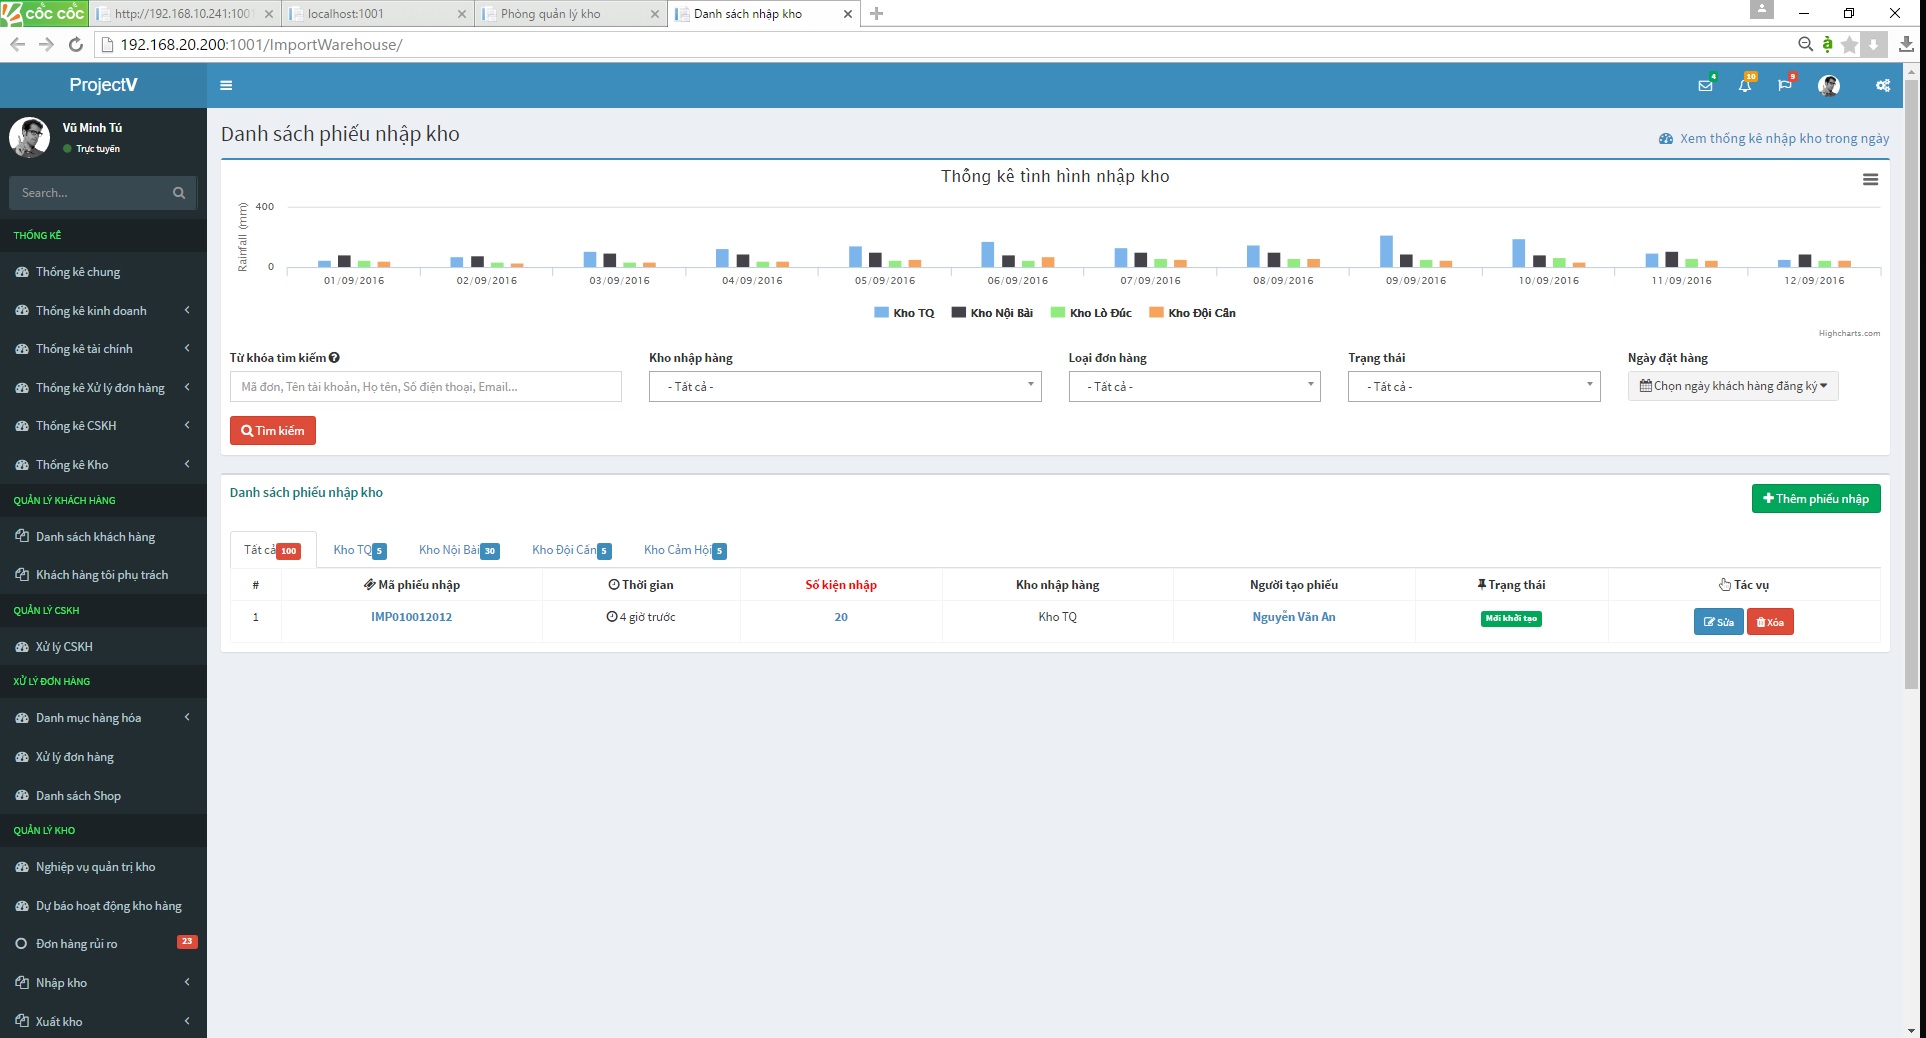 cốc cốc
http://192.168.10.241:1001
localhost:1001
Phòng quản lý kho
Danh sách nhập kho
192.168.20.200:1001/ImportWarehouse/
ProjectV
4
10
9
Vũ Minh Tú
Trực tuyến
Search...
THỐNG KÊ
Thống kê chung
Thống kê kinh doanh
Thống kê tài chính
Thống kê Xử lý đơn hàng
Thống kê CSKH
Thống kê Kho
QUẢN LÝ KHÁCH HÀNG
Danh sách khách hàng
Khách hàng tôi phụ trách
QUẢN LÝ CSKH
Xử lý CSKH
XỬ LÝ ĐƠN HÀNG
Danh mục hàng hóa
Xử lý đơn hàng
Danh sách Shop
QUẢN LÝ KHO
Nghiệp vụ quản trị kho
Dự báo hoạt động kho hàng
Đơn hàng rủi ro 23
Nhập kho
Xuất kho
Danh sách phiếu nhập kho
Xem thống kê nhập kho trong ngày
Thống kê tình hình nhập kho
Rainfall (mm)
400
0
01/09/2016 02/09/2016 03/09/2016 04/09/2016 05/09/2016 06/09/2016 07/09/2016 08/09/2016 09/09/2016 10/09/2016 11/09/2016 12/09/2016
Kho TQ Kho Nội Bài Kho Lò Đúc Kho Đội Cấn
Highcharts.com
Từ khóa tìm kiếm Kho nhập hàng Loại đơn hàng Trạng thái Ngày đặt hàng
Mã đơn, Tên tài khoản, Họ tên, Số điện thoại, Email... - Tất cả - - Tất cả - - Tất cả - Chọn ngày khách hàng đăng ký
Tìm kiếm
Danh sách phiếu nhập kho
Thêm phiếu nhập
Tất cả 100 Kho TQ 5 Kho Nội Bài 30 Kho Đội Cấn 5 Kho Cảm Hội 5
# Mã phiếu nhập Thời gian Số kiện nhập Kho nhập hàng Người tạo phiếu Trạng thái Tác vụ
1 IMP010012012 4 giờ trước 20 Kho TQ Nguyễn Văn An Mới khởi tạo Sửa Xóa